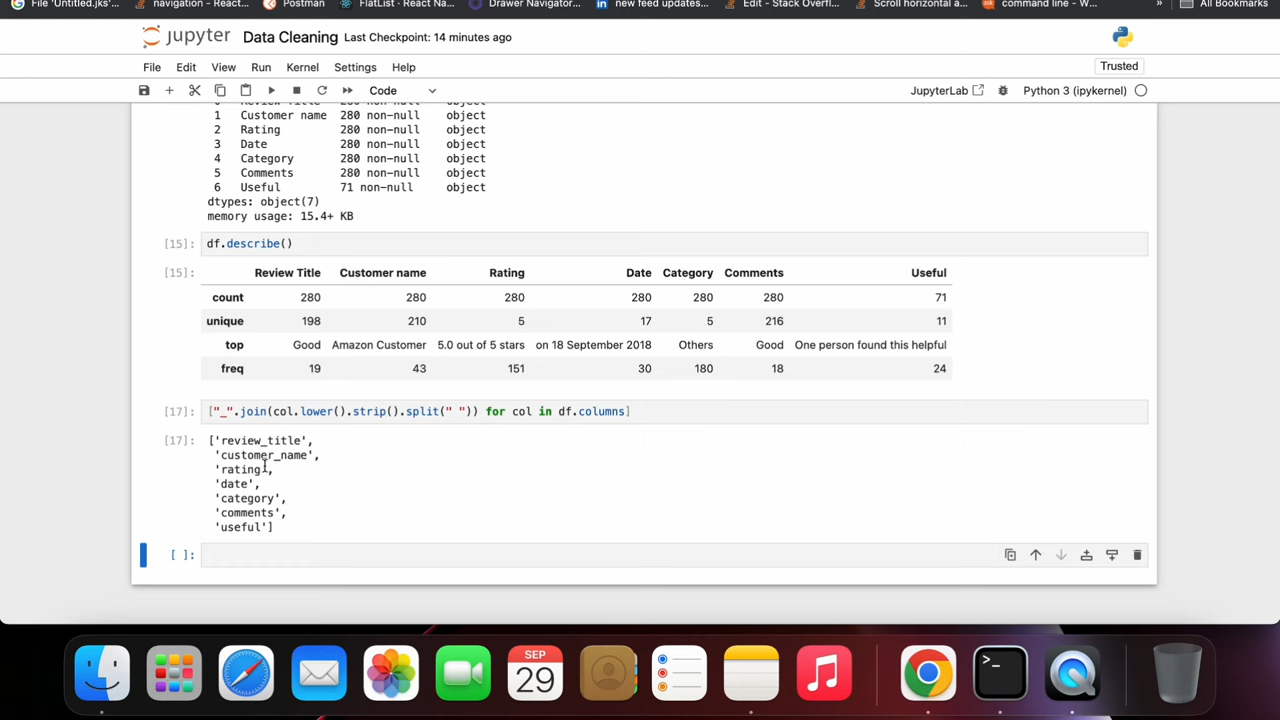 File 'Untitled.jks'... navigation - React... Postman FlatList · React Na... Drawer Navigator... new feed updates... Edit - Stack Overfl... Scroll horizontal a... command line - W... » All Bookmarks
jupyter Data Cleaning Last Checkpoint: 14 minutes ago
File Edit View Run Kernel Settings Help Trusted
Code JupyterLab Python 3 (ipykernel)
0 Review Title 280 non-null object
1 Customer name 280 non-null object
2 Rating 280 non-null object
3 Date 280 non-null object
4 Category 280 non-null object
5 Comments 280 non-null object
6 Useful 71 non-null object
dtypes: object(7)
memory usage: 15.4+ KB
[15]: df.describe()
[15]: Review Title Customer name Rating Date Category Comments Useful
count 280 280 280 280 280 280 71
unique 198 210 5 17 5 216 11
top Good Amazon Customer 5.0 out of 5 stars on 18 September 2018 Others Good One person found this helpful
freq 19 43 151 30 180 18 24
[17]: ["_".join(col.lower().strip().split(" ")) for col in df.columns]
[17]: ['review_title',
'customer_name',
'rating',
'date',
'category',
'comments',
'useful']
[ ]:
SEP
29
>_